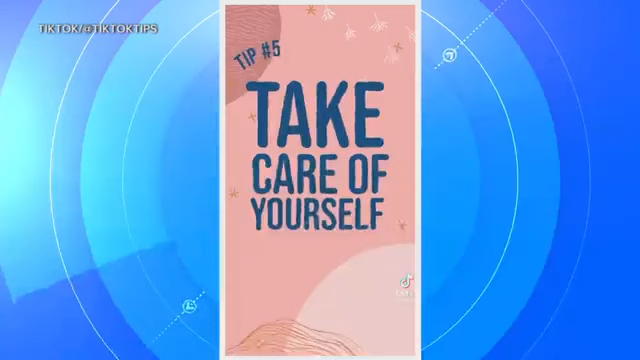 TIKTOK/@TIKTOKTIPS
TIP #5
TAKE
CARE OF
YOURSELF